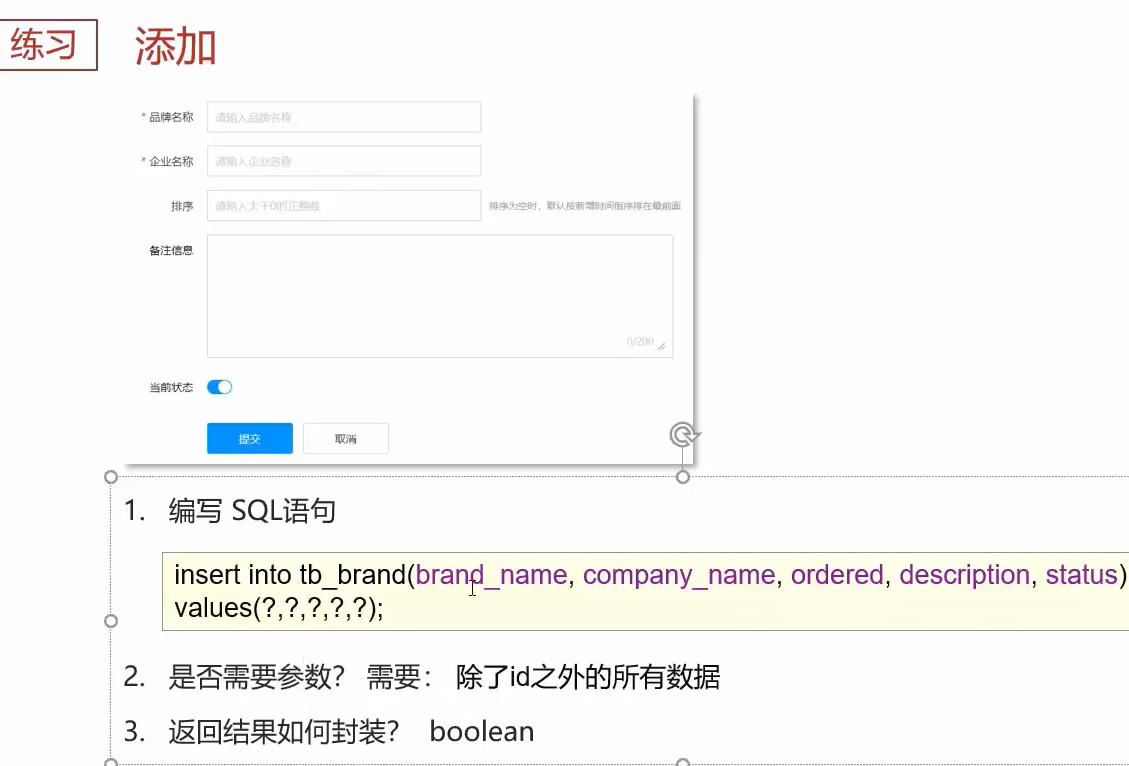 练习 添加
* 品牌名称 请输入品牌名称
* 企业名称 请输入企业名称
排序 请输入大于0的正整数 排序为空时，默认按新增时间倒序排在最前面
备注信息
0/200
当前状态
提交 取消
1. 编写 SQL语句
insert into tb_brand(brand_name, company_name, ordered, description, status)
values(?,?,?,?,?);
2. 是否需要参数？ 需要： 除了id之外的所有数据
3. 返回结果如何封装？ boolean